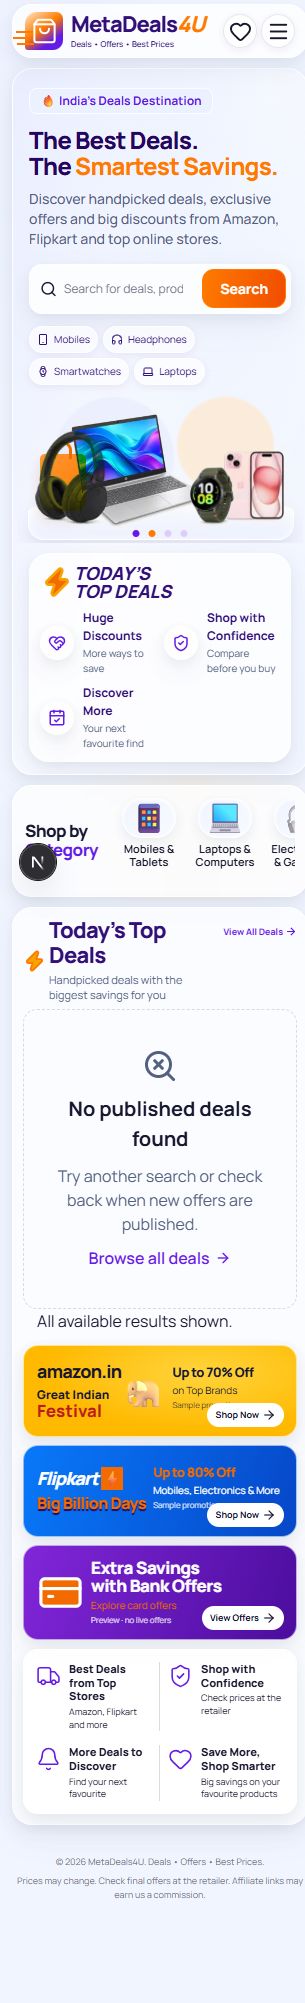 MetaDeals4U
Deals • Offers • Best Prices
India's Deals Destination
The Best Deals.
The Smartest Savings.
Discover handpicked deals, exclusive
offers and big discounts from Amazon,
Flipkart and top online stores.
Search for deals, prod
Search
Mobiles
Headphones
Smartwatches
Laptops
TODAY'S
TOP DEALS
Huge
Discounts
More ways to
save
Shop with
Confidence
Compare
before you buy
Discover
More
Your next
favourite find
Shop by
tegory
N
Mobiles &
Tablets
Laptops &
Computers
Elect
& Ga
Today's Top
Deals
View All Deals
Handpicked deals with the
biggest savings for you
No published deals
found
Try another search or check
back when new offers are
published.
Browse all deals
All available results shown.
amazon.in
Great Indian
Festival
Up to 70% Off
on Top Brands
Sample
Shop Now
Flipkart
Big Billion Days
Up to 80% Off
Mobiles, Electronics & More
Sample
Shop Now
Extra Savings
with Bank Offers
Explore card offers
Preview · no live offers
View Offers
Best Deals
from Top
Stores
Amazon, Flipkart
and more
Shop with
Confidence
Check prices at the
retailer
More Deals to
Discover
Find your next
favourite
Save More,
Shop Smarter
Big savings on your
favourite products
© 2026 MetaDeals4U. Deals • Offers • Best Prices.
Prices may change. Check final offers at the retailer. Affiliate links may
earn us a commission.